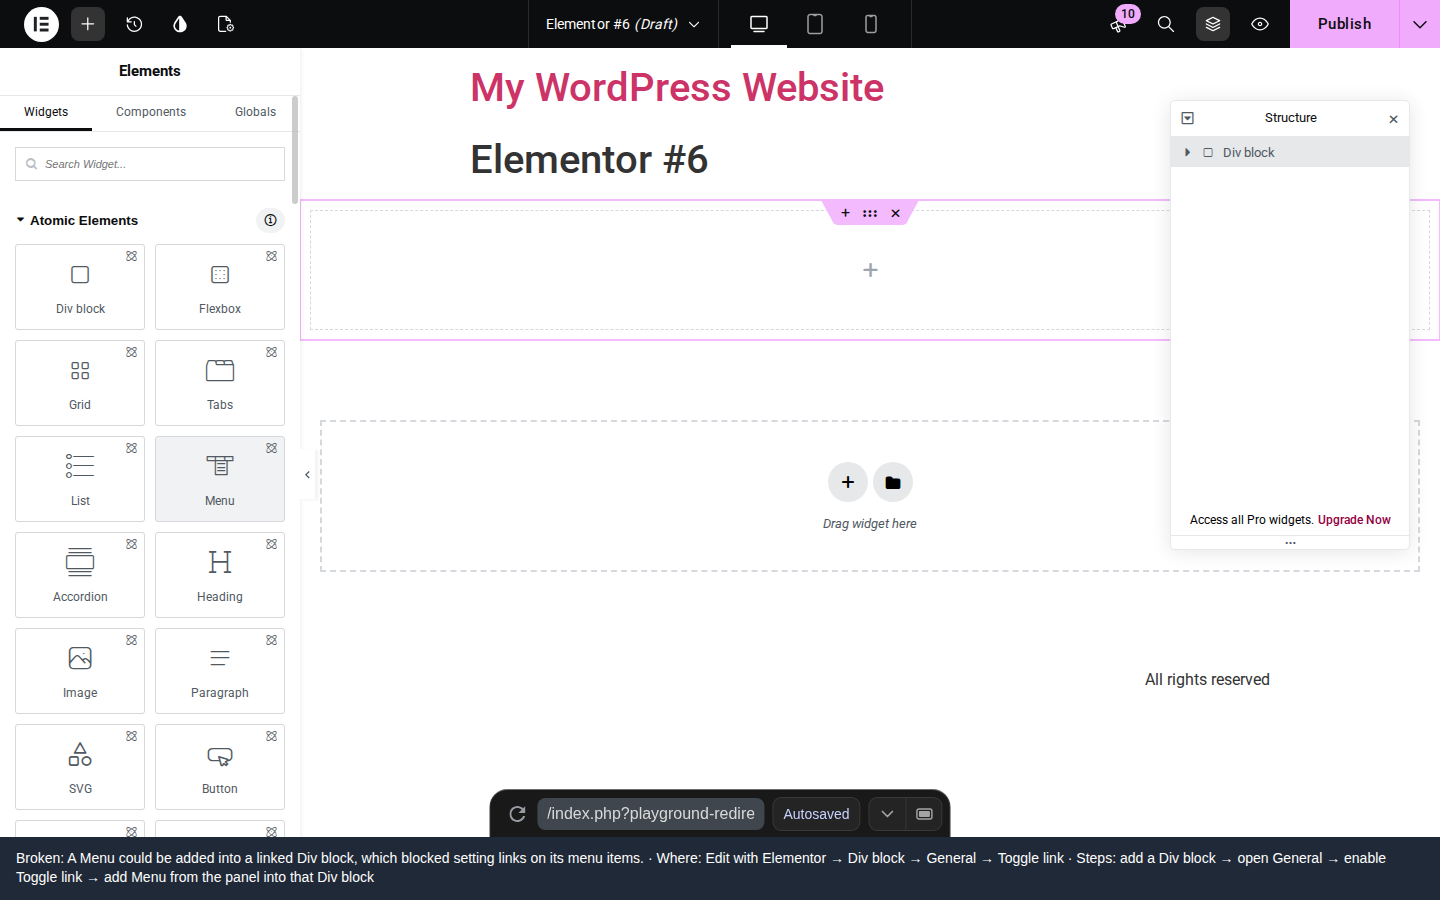 Elementor #6 (Draft)
10
Publish
Elements
Widgets
Components
Globals
Search Widget...
Atomic Elements
Div block
Flexbox
Grid
Tabs
List
Menu
Accordion
Heading
Image
Paragraph
SVG
Button
My WordPress Website
Elementor #6
Drag widget here
All rights reserved
Structure
Div block
Access all Pro widgets. Upgrade Now
/index.php?playground-redire
Autosaved
Broken: A Menu could be added into a linked Div block, which blocked setting links on its menu items. · Where: Edit with Elementor → Div block → General → Toggle link · Steps: add a Div block → open General → enable
Toggle link → add Menu from the panel into that Div block